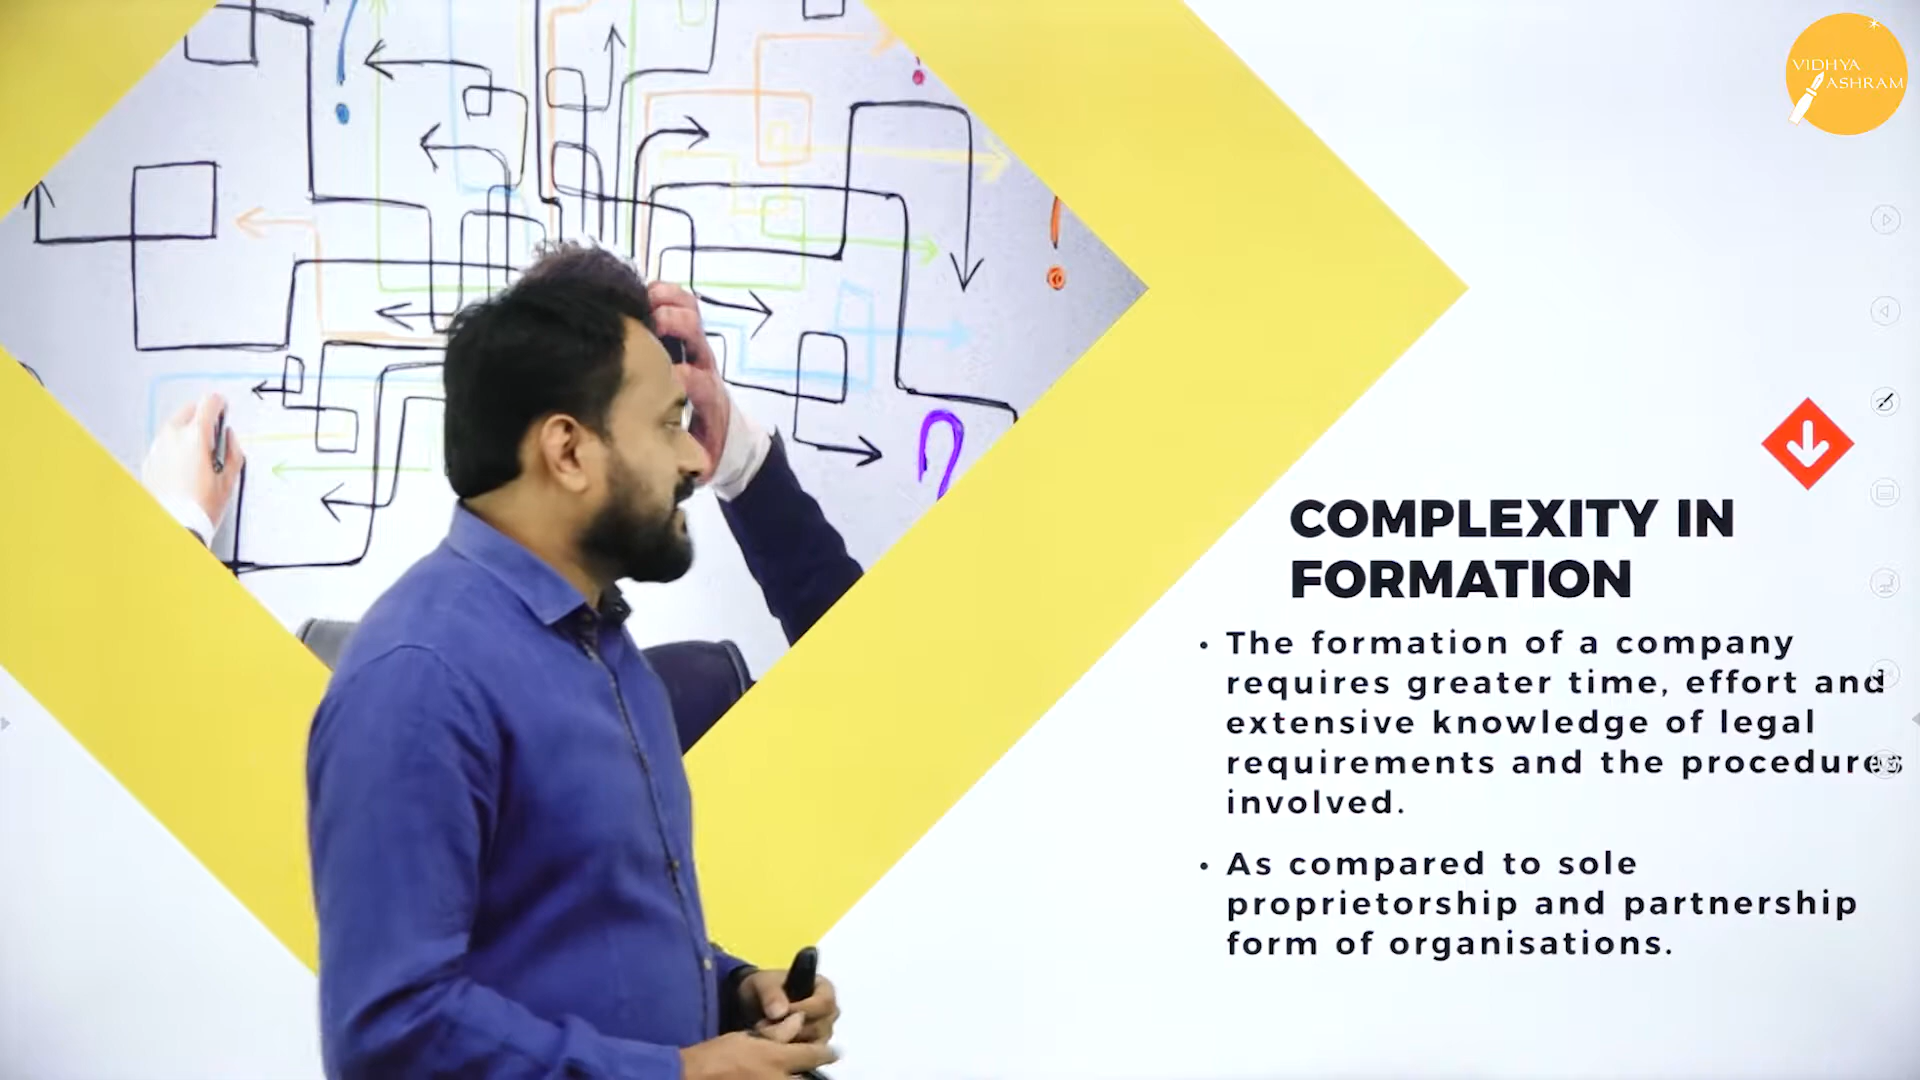 VIDHYA
ASHRAM
COMPLEXITY IN
FORMATION
• The formation of a company
requires greater time, effort and
extensive knowledge of legal
requirements and the procedures
involved.
• As compared to sole
proprietorship and partnership
form of organisations.